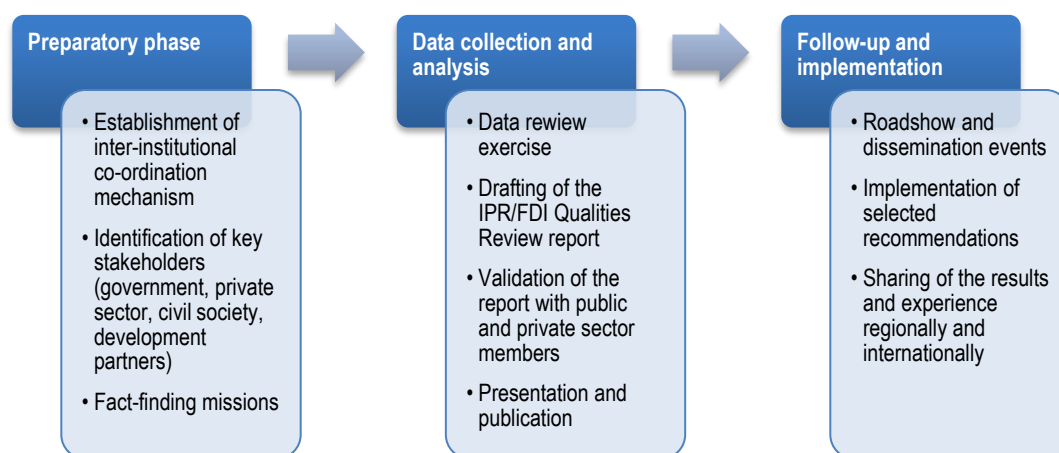 Preparatory phase
• Establishment of
inter-institutional
co-ordination
mechanism
• Identification of key
stakeholders
(government, private
sector, civil society,
development
partners)
• Fact-finding missions
Data collection and
analysis
• Data rewiew
exercise
• Drafting of the
IPR/FDI Qualities
Review report
• Validation of the
report with public
and private sector
members
• Presentation and
publication
Follow-up and
implementation
• Roadshow and
dissemination events
• Implementation of
selected
recommendations
• Sharing of the results
and experience
regionally and
internationally